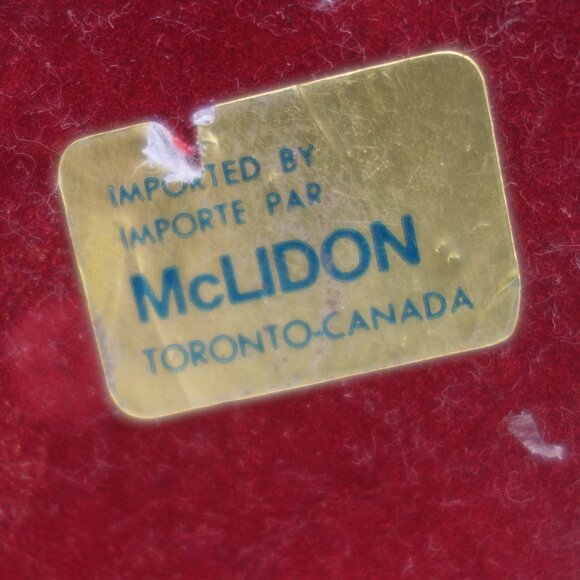 IMPORTED BY
IMPORTE PAR
McLIDON
TORONTO-CANADA